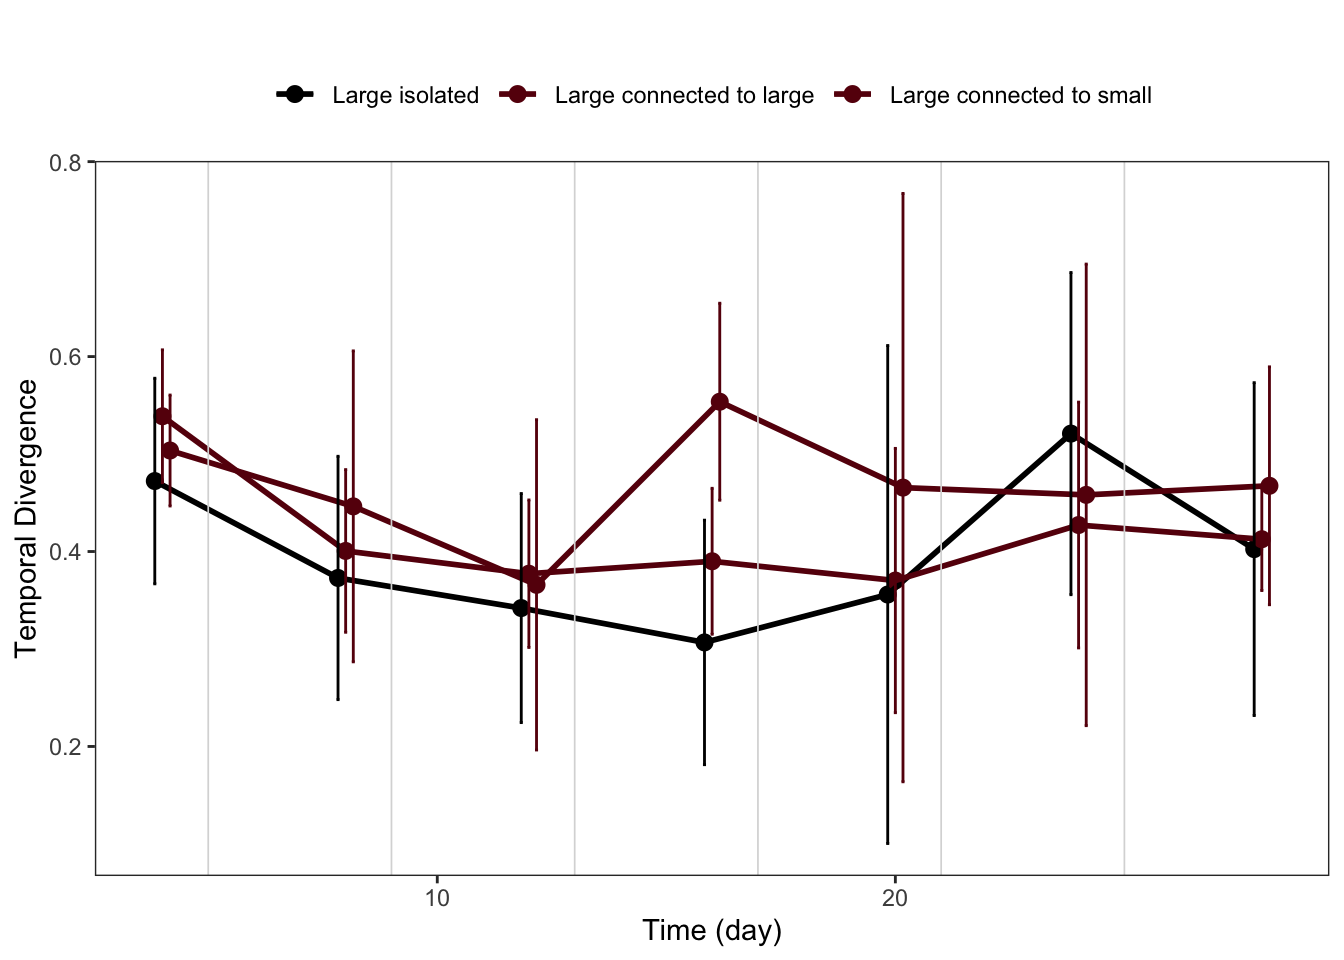 Large isolated Large connected to large Large connected to small
0.8
0.6
0.4
0.2
Temporal Divergence
10 20
Time (day)